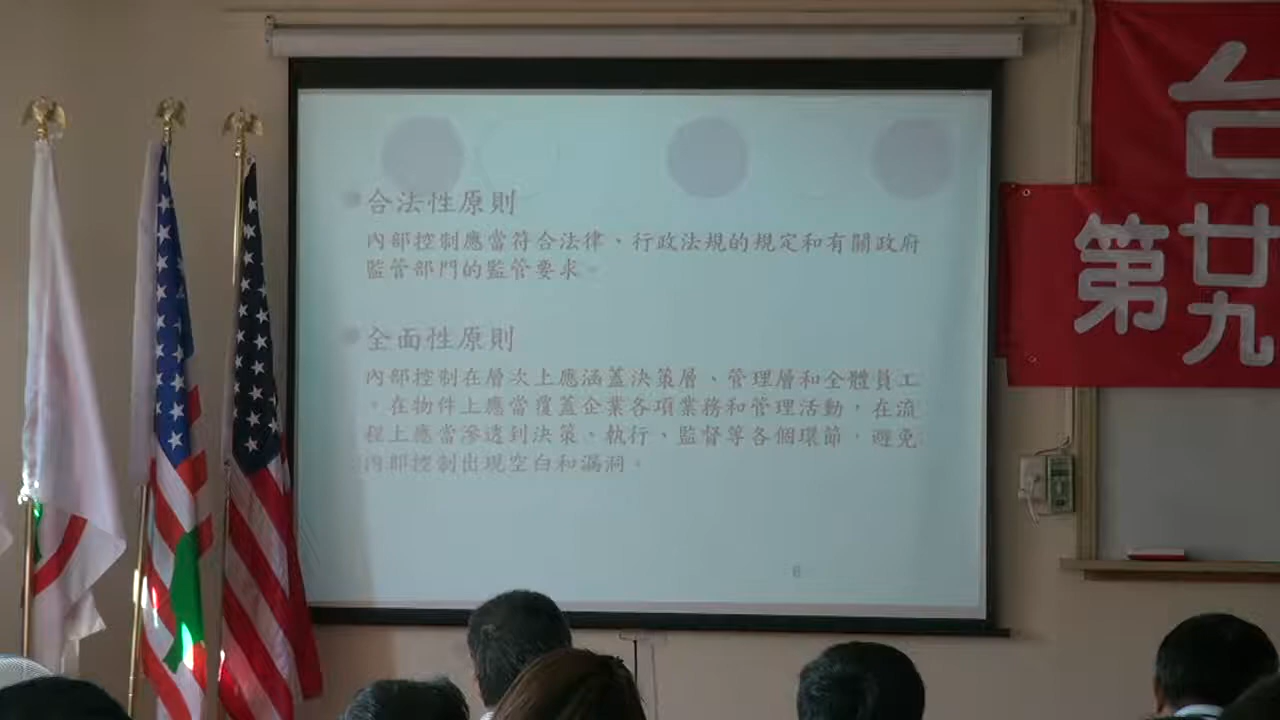 合法性原則
內部控制應當符合法律、行政法規的規定和有關政府
監管部門的監管要求。
全面性原則
內部控制在層次上應涵蓋決策層、管理層和全體員工
。在物件上應當覆蓋企業各項業務和管理活動，在流
程上應當滲透到決策、執行、監督等各個環節，避免
內部控制出現空白和漏洞。
6
台
第廿九